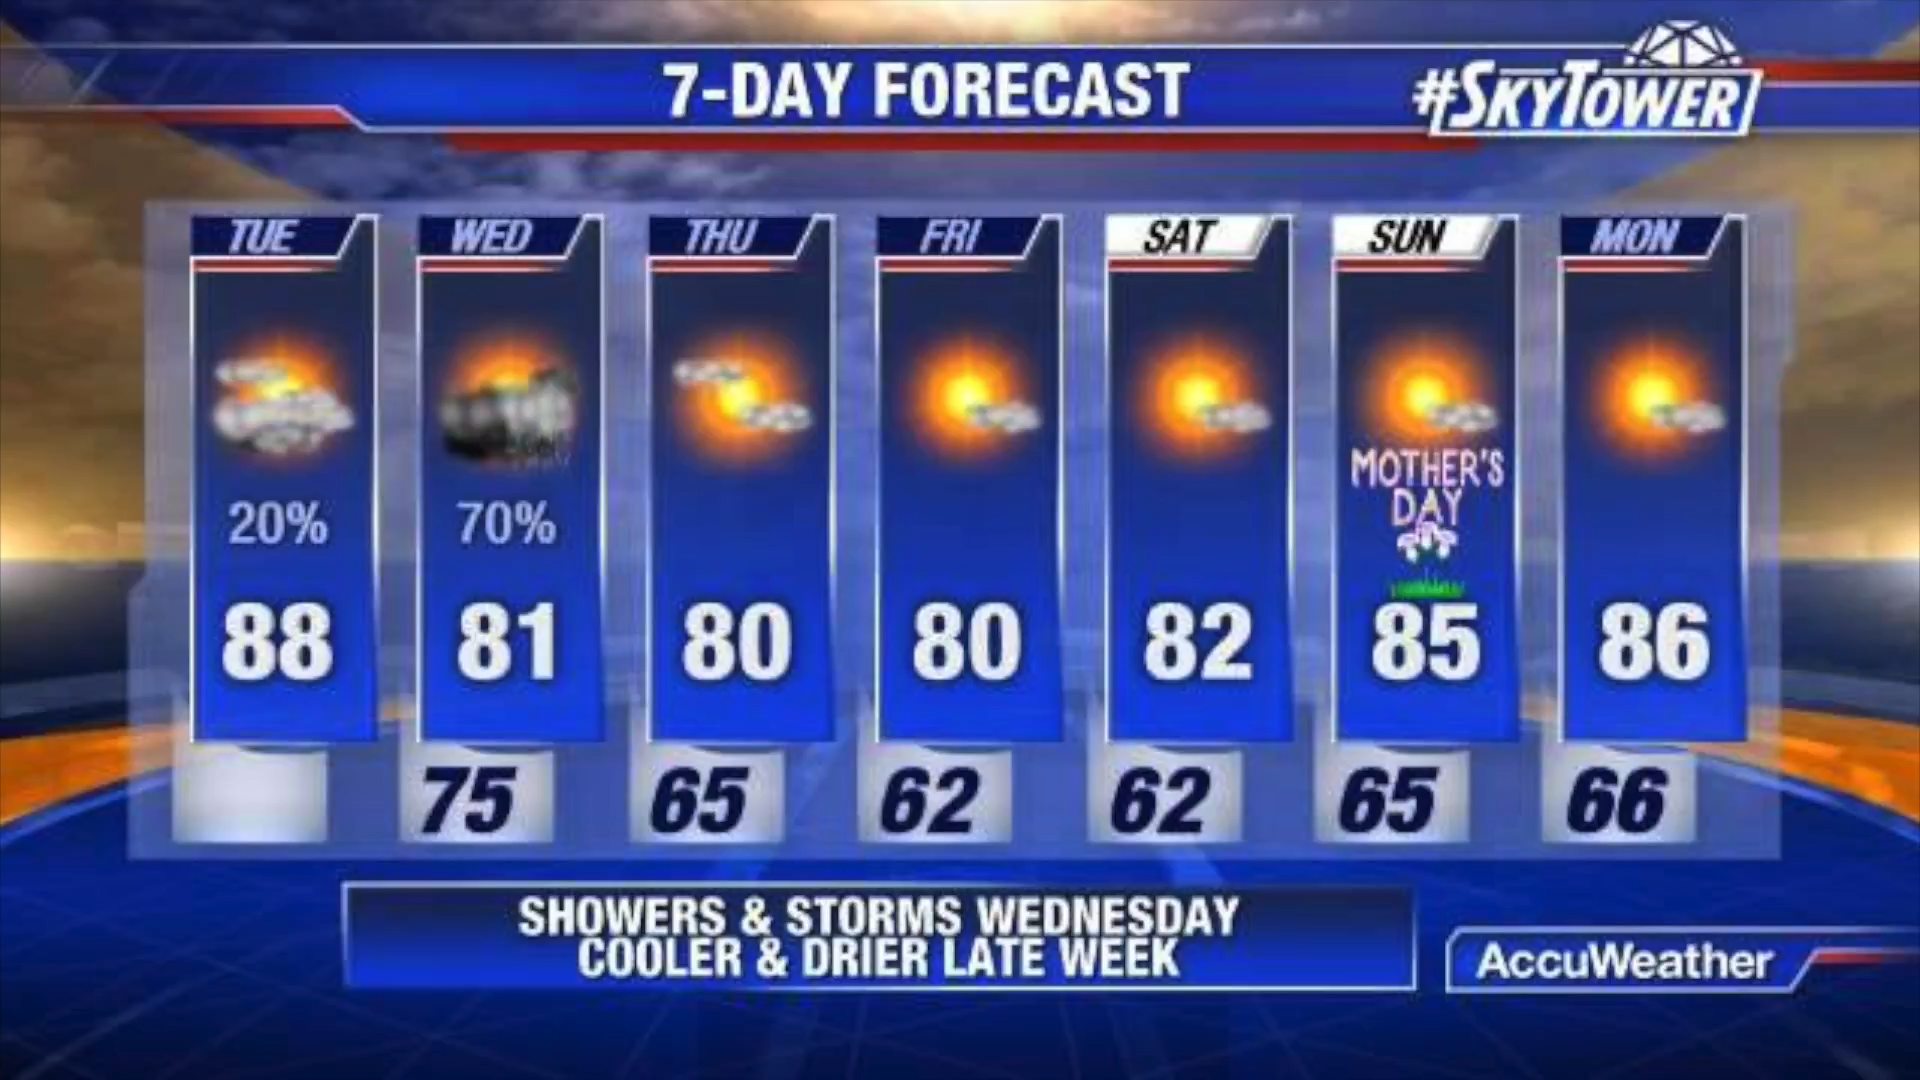 7-DAY FORECAST
#SKYTOWER
TUE WED THU FRI SAT SUN MON
MOTHER'S
DAY
20% 70%
88 81 80 80 82 85 86
75 65 62 62 65 66
SHOWERS & STORMS WEDNESDAY
COOLER & DRIER LATE WEEK
AccuWeather